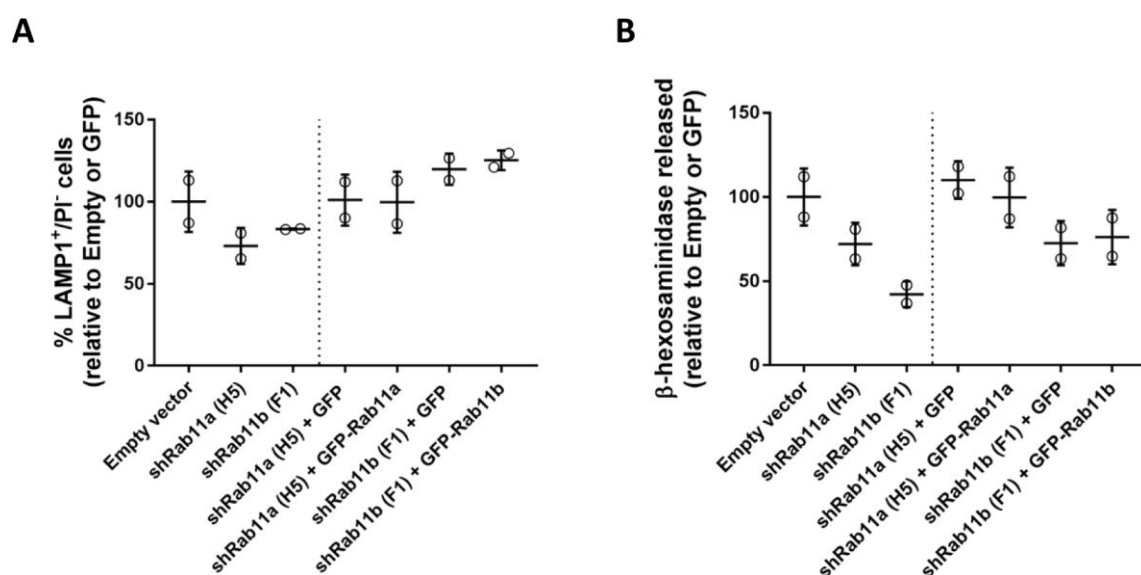 A
% LAMP1⁺/PI⁻ cells
(relative to Empty or GFP)
150
100
50
0
Empty vector
shRab11a (H5)
shRab11b (F1)
shRab11a (H5) + GFP
shRab11a (H5) + GFP-Rab11a
shRab11b (F1) + GFP
shRab11b (F1) + GFP-Rab11b
B
β-hexosaminidase released
(relative to Empty or GFP)
150
100
50
0
Empty vector
shRab11a (H5)
shRab11b (F1)
shRab11a (H5) + GFP
shRab11a (H5) + GFP-Rab11a
shRab11b (F1) + GFP
shRab11b (F1) + GFP-Rab11b